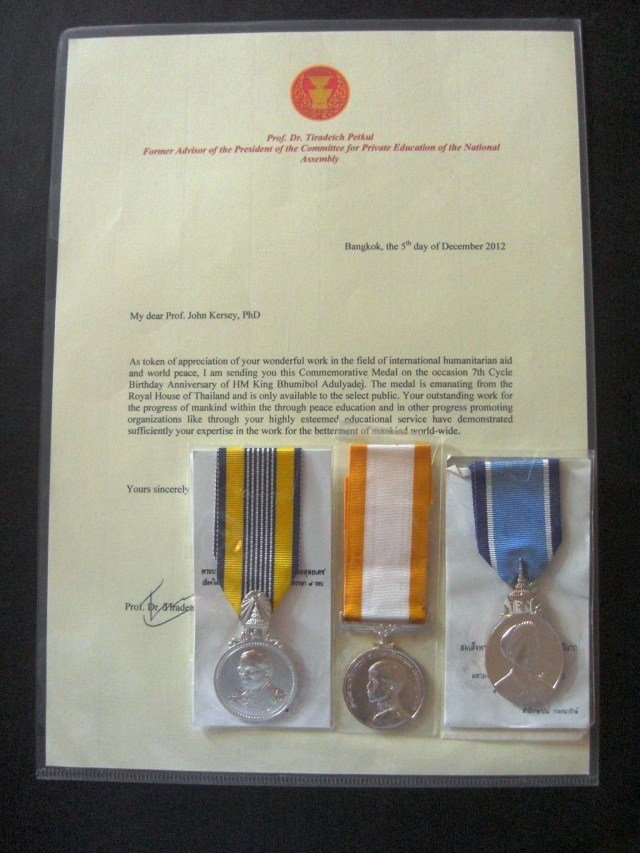 Prof. Dr. Tiradetch Petkul
Former Advisor of the President of the Committee for Private Education of the National
Assembly
Bangkok, the 5th day of December 2012
My dear Prof. John Kersey, PhD
As token of appreciation of your wonderful work in the field of international humanitarian aid
and world peace, I am sending you this Commemorative Medal on the occasion 7th Cycle
Birthday Anniversary of HM King Bhumibol Adulyadej. The medal is emanating from the
Royal House of Thailand and is only available to the select public. Your outstanding work for
the progress of mankind within the through peace education and in other progress promoting
organizations like through your highly esteemed educational service have demonstrated
sufficiently your expertise in the work for the betterment of mankind world-wide.
Yours sincerely
Prof. Dr. Tirade